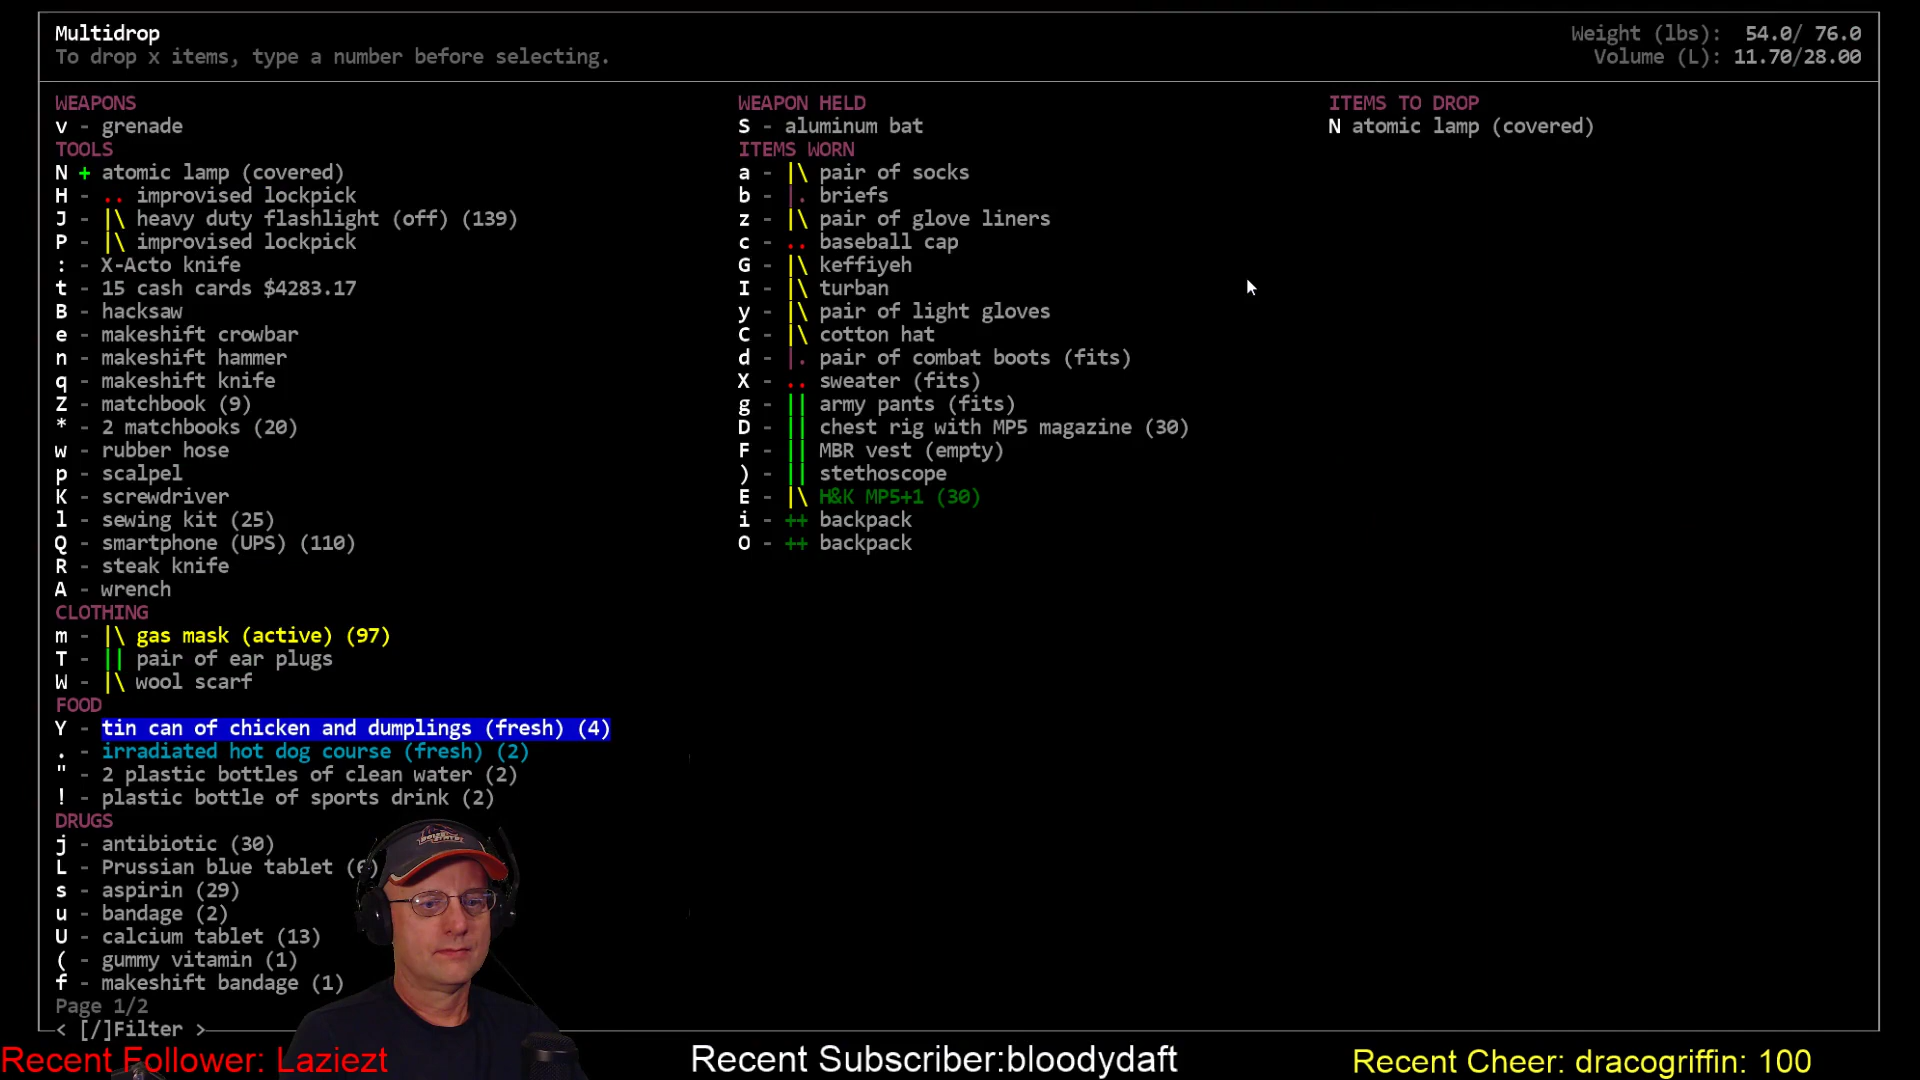 Multidrop
To drop x items, type a number before selecting.
Weight (lbs): 54.0/ 76.0
Volume (L): 11.70/28.00
WEAPONS
v - grenade
TOOLS
N + atomic lamp (covered)
H - .. improvised lockpick
J - |\ heavy duty flashlight (off) (139)
P - |\ improvised lockpick
: - X-Acto knife
t - 15 cash cards $4283.17
B - hacksaw
e - makeshift crowbar
n - makeshift hammer
q - makeshift knife
Z - matchbook (9)
* - 2 matchbooks (20)
w - rubber hose
p - scalpel
K - screwdriver
l - sewing kit (25)
Q - smartphone (UPS) (110)
R - steak knife
A - wrench
CLOTHING
m - |\ gas mask (active) (97)
T - || pair of ear plugs
W - |\ wool scarf
FOOD
Y - tin can of chicken and dumplings (fresh) (4)
. - irradiated hot dog course (fresh) (2)
" - 2 plastic bottles of clean water (2)
! - plastic bottle of sports drink (2)
DRUGS
j - antibiotic (30)
L - Prussian blue tablet
s - aspirin (29)
u - bandage (2)
U - calcium tablet (13)
( - gummy vitamin (1)
f - makeshift bandage (1)
Page 1/2
< [/]Filter >
WEAPON HELD
S - aluminum bat
ITEMS WORN
a - |\ pair of socks
b - |. briefs
z - |\ pair of glove liners
c - .. baseball cap
G - |\ keffiyeh
I - |\ turban
y - |\ pair of light gloves
C - |\ cotton hat
d - |. pair of combat boots (fits)
X - .. sweater (fits)
g - || army pants (fits)
D - || chest rig with MP5 magazine (30)
F - || MBR vest (empty)
) - || stethoscope
E - |\ H&K MP5+1 (30)
i - ++ backpack
O - ++ backpack
ITEMS TO DROP
N atomic lamp (covered)
Recent Follower: Laziezt
Recent Subscriber:bloodydaft
Recent Cheer: dracogriffin: 100